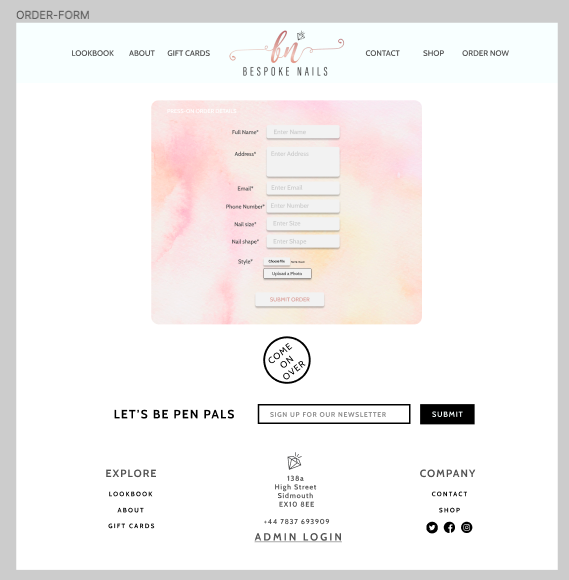 ORDER-FORM
LOOKBOOK ABOUT GIFT CARDS
bn
BESPOKE NAILS
CONTACT SHOP ORDER NOW
PRESS-ON ORDER DETAILS
Full Name* Enter Name
Address* Enter Address
Email* Enter Email
Phone Number* Enter Number
Nail size* Enter Size
Nail shape* Enter Shape
Style* Choose File
Upload a Photo
SUBMIT ORDER
COME
ON
OVER
LET'S BE PEN PALS SIGN UP FOR OUR NEWSLETTER SUBMIT
EXPLORE
LOOKBOOK
ABOUT
GIFT CARDS
138a
High Street
Sidmouth
EX10 8EE
+44 7837 693909
ADMIN LOGIN
COMPANY
CONTACT
SHOP